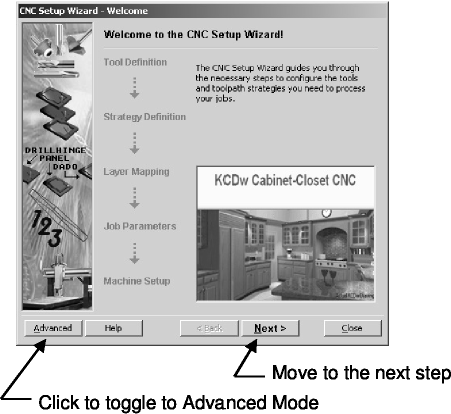 CNC Setup Wizard - Welcome
Welcome to the CNC Setup Wizard!
Tool Definition
The CNC Setup Wizard guides you through
the necessary steps to configure the tools
and toolpath strategies you need to process
your jobs.
Strategy Definition
Layer Mapping
Job Parameters
Machine Setup
DRILLHINGE
PANEL
DADO
123
KCDw Cabinet-Closet CNC
Advanced
Help
< Back
Next >
Close
Move to the next step
Click to toggle to Advanced Mode